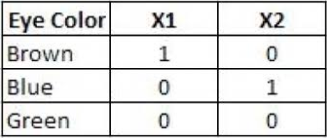 Eye Color X1 X2
Brown 1 0
Blue 0 1
Green 0 0